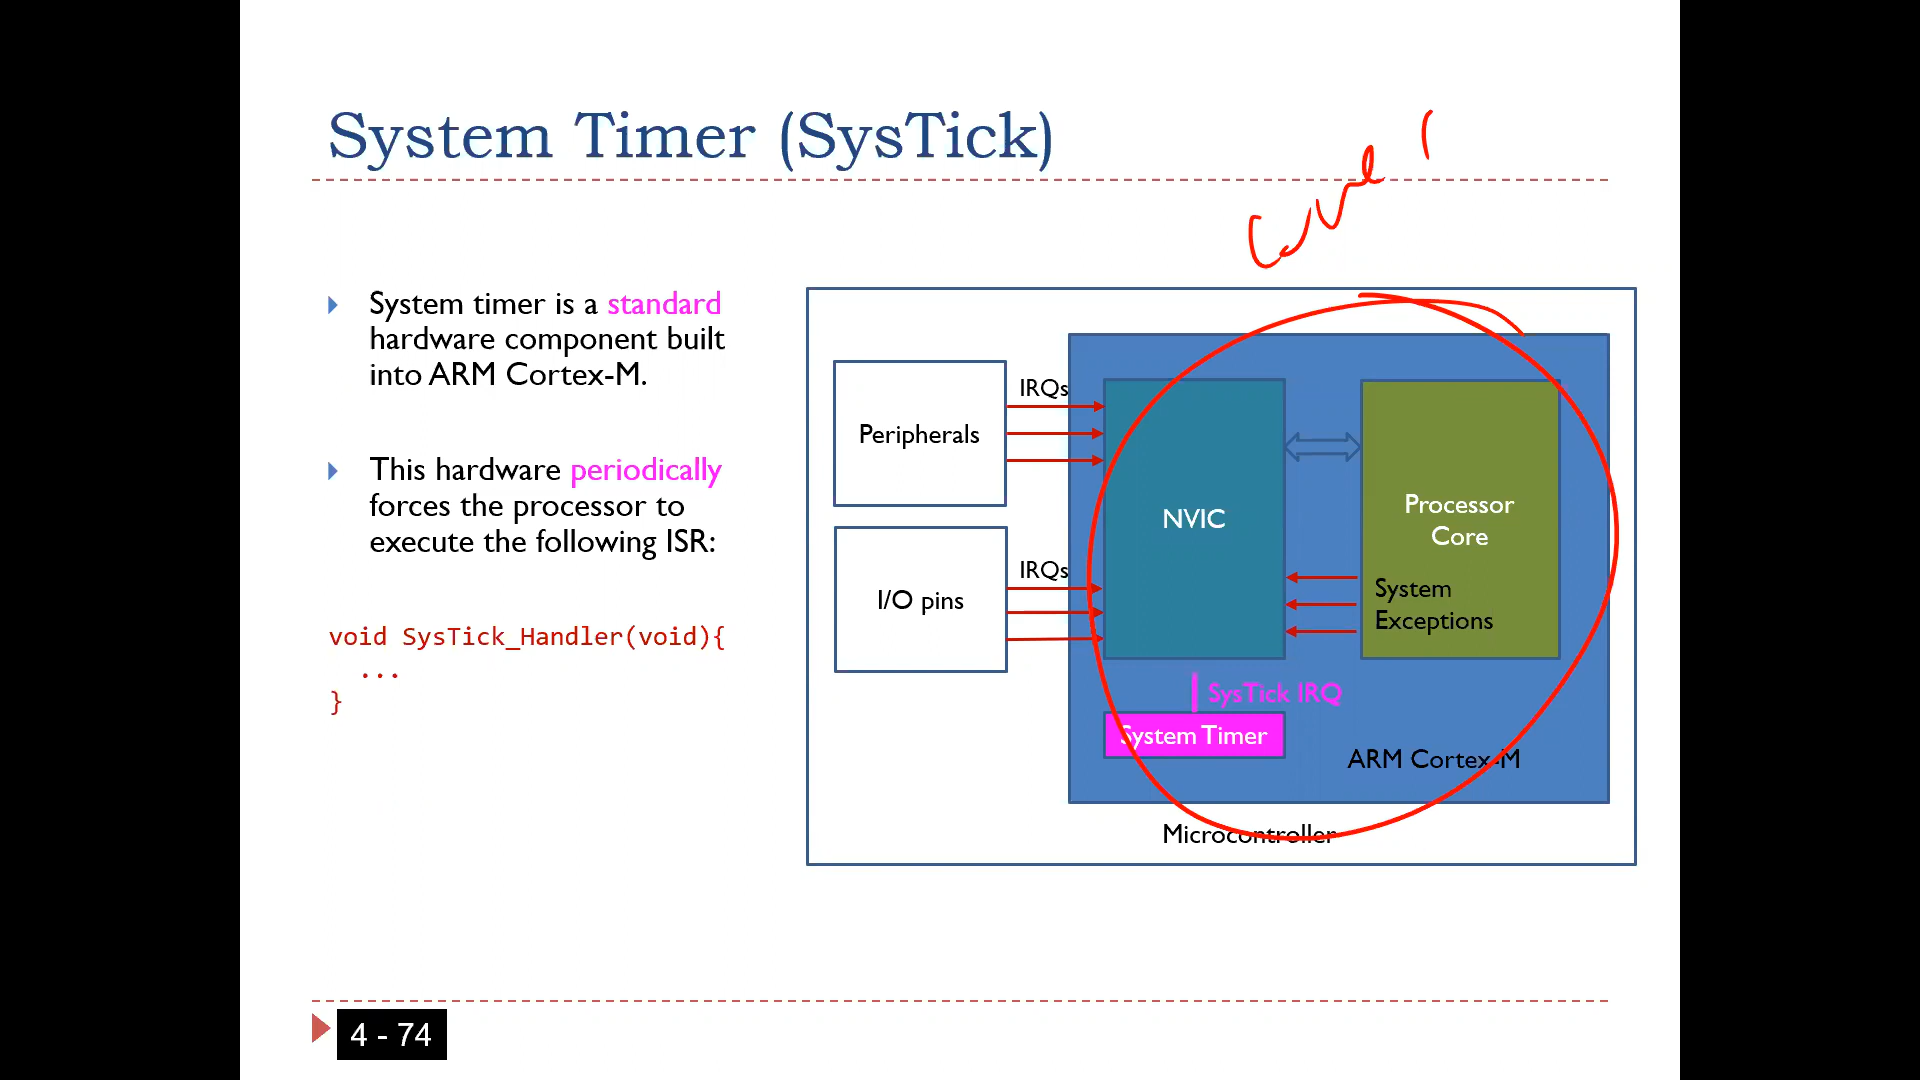 System Timer (SysTick)
System timer is a standard
hardware component built
into ARM Cortex-M.
This hardware periodically
forces the processor to
execute the following ISR:
void SysTick_Handler(void){
...
}
Peripherals
IRQs
I/O pins
IRQs
NVIC
Processor
Core
System
Exceptions
SysTick IRQ
System Timer
ARM Cortex-M
Microcontroller
4 - 74